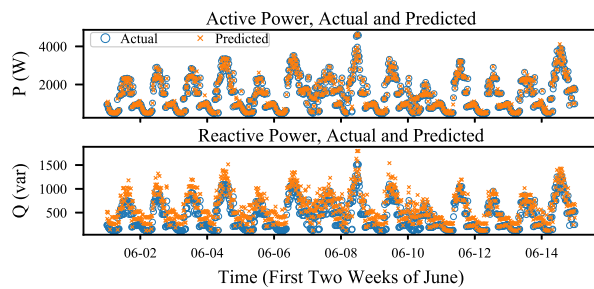 Active Power, Actual and Predicted
Actual Predicted
P (W)
4000
2000
Reactive Power, Actual and Predicted
Q (var)
1500
1000
500
06-02 06-04 06-06 06-08 06-10 06-12 06-14
Time (First Two Weeks of June)